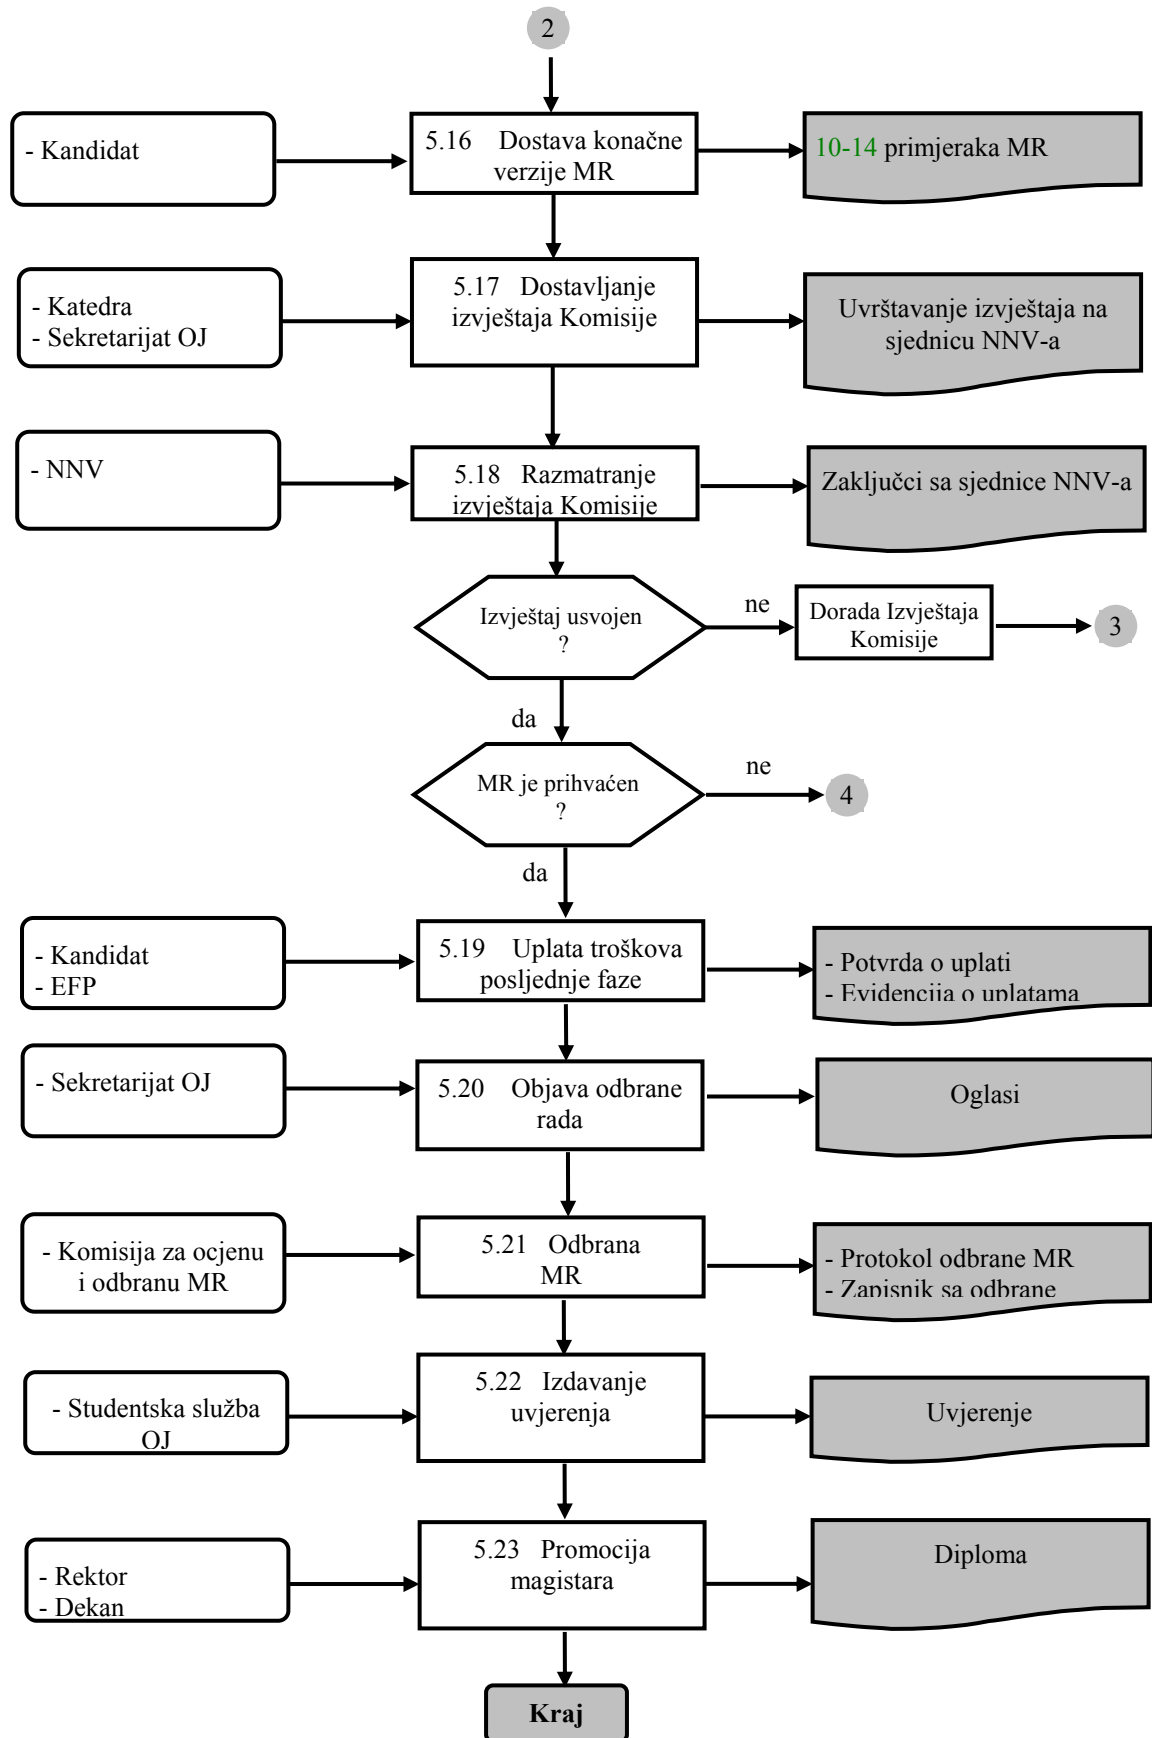 2
- Kandidat
5.16 Dostava konačne
verzije MR
10-14 primjeraka MR
- Katedra
- Sekretarijat OJ
5.17 Dostavljanje
izvještaja Komisije
Uvrštavanje izvještaja na
sjednicu NNV-a
- NNV
5.18 Razmatranje
izvještaja Komisije
Zaključci sa sjednice NNV-a
Izvještaj usvojen
?
ne
Dorada Izvještaja
Komisije
3
da
MR je prihvaćen
?
ne
4
da
- Kandidat
- EFP
5.19 Uplata troškova
posljednje faze
- Potvrda o uplati
- Evidencija o uplatama
- Sekretarijat OJ
5.20 Objava odbrane
rada
Oglasi
- Komisija za ocjenu
i odbranu MR
5.21 Odbrana
MR
- Protokol odbrane MR
- Zapisnik sa odbrane
- Studentska služba
OJ
5.22 Izdavanje
uvjerenja
Uvjerenje
- Rektor
- Dekan
5.23 Promocija
magistara
Diploma
Kraj